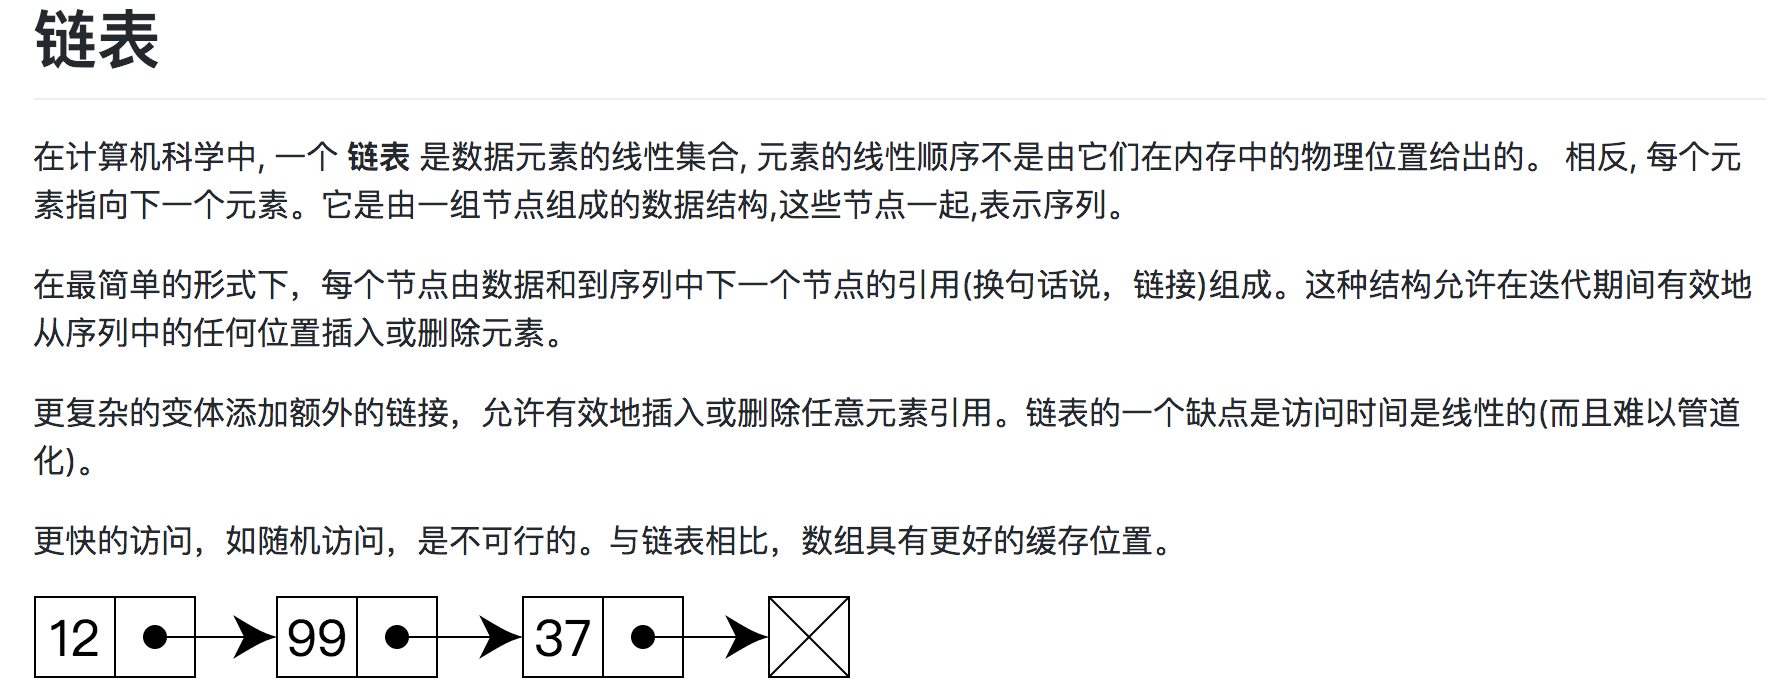 链表
在计算机科学中, 一个 链表 是数据元素的线性集合, 元素的线性顺序不是由它们在内存中的物理位置给出的。 相反, 每个元
素指向下一个元素。它是由一组节点组成的数据结构,这些节点一起,表示序列。
在最简单的形式下，每个节点由数据和到序列中下一个节点的引用(换句话说，链接)组成。这种结构允许在迭代期间有效地
从序列中的任何位置插入或删除元素。
更复杂的变体添加额外的链接，允许有效地插入或删除任意元素引用。链表的一个缺点是访问时间是线性的(而且难以管道
化)。
更快的访问，如随机访问，是不可行的。与链表相比，数组具有更好的缓存位置。
12 99 37